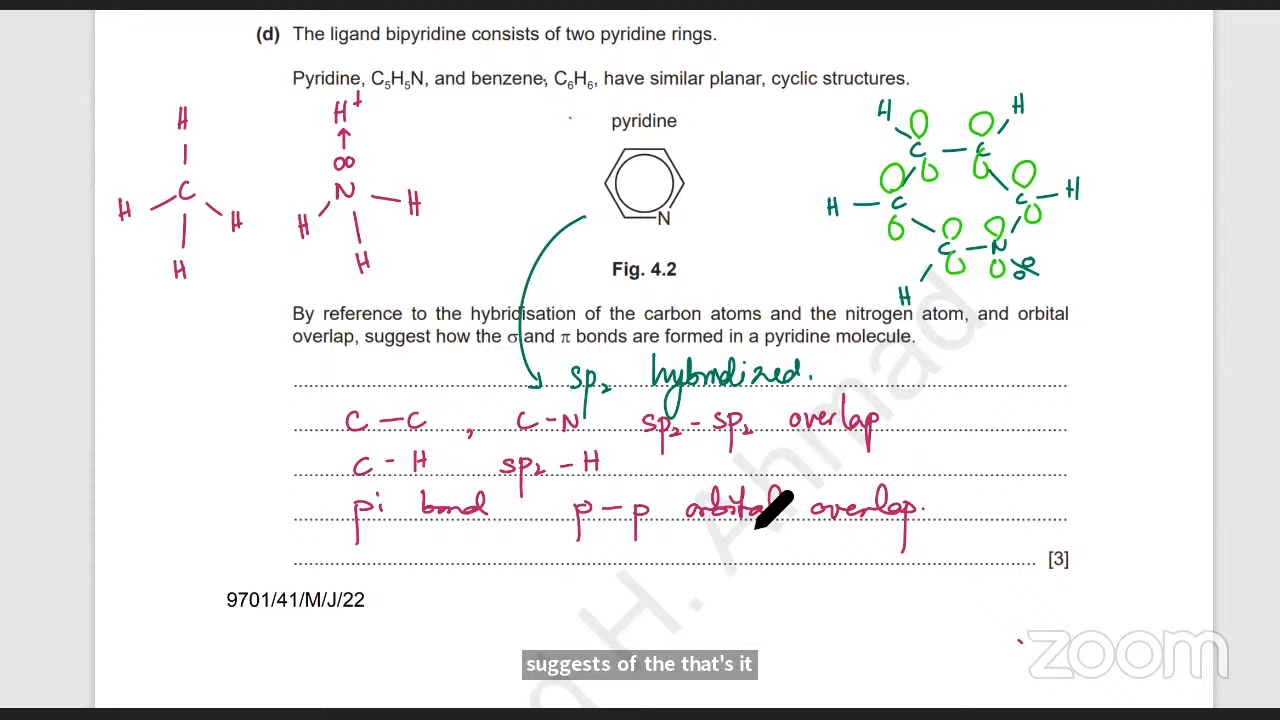 (d) The ligand bipyridine consists of two pyridine rings.
Pyridine, C₅H₅N, and benzene, C₆H₆, have similar planar, cyclic structures.
pyridine
N
Fig. 4.2
H
C
H
H
H
H⁺
N
H
H
H
H
H
C
C
H
C
C
H
C
N
H
By reference to the hybridisation of the carbon atoms and the nitrogen atom, and orbital
overlap, suggest how the σ and π bonds are formed in a pyridine molecule.
sp₂ hybridized.
C – C , C – N sp₂ – sp₂ overlap
C – H sp₂ – H
pi bond p – p orbital overlap.
[3]
9701/41/M/J/22
H. Ahmad
zoom
suggests of the that's it